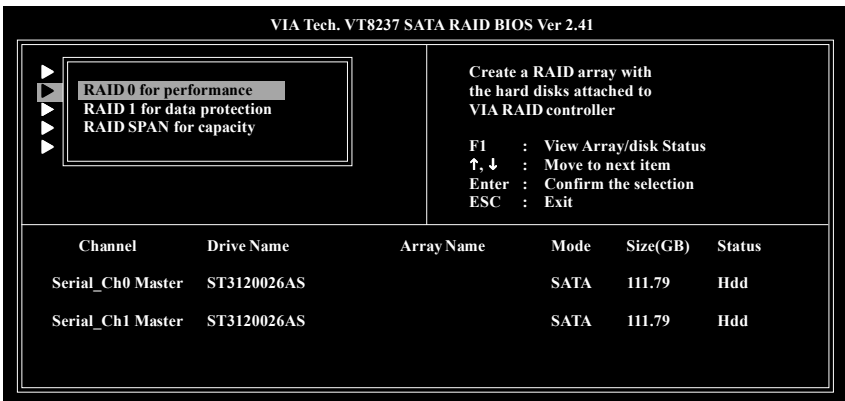 VIA Tech. VT8237 SATA RAID BIOS Ver 2.41
RAID 0 for performance
RAID 1 for data protection
RAID SPAN for capacity
Create a RAID array with
the hard disks attached to
VIA RAID controller
F1 : View Array/disk Status
↑, ↓ : Move to next item
Enter : Confirm the selection
ESC : Exit
Channel Drive Name Array Name Mode Size(GB) Status
Serial_Ch0 Master ST3120026AS SATA 111.79 Hdd
Serial_Ch1 Master ST3120026AS SATA 111.79 Hdd